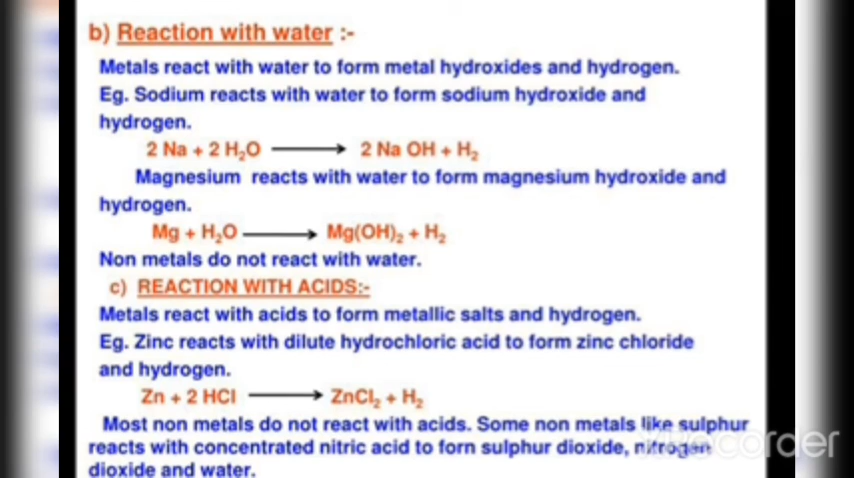 b) Reaction with water :-
Metals react with water to form metal hydroxides and hydrogen.
Eg. Sodium reacts with water to form sodium hydroxide and
hydrogen.
2 Na + 2 H₂O ⟶ 2 Na OH + H₂
Magnesium reacts with water to form magnesium hydroxide and
hydrogen.
Mg + H₂O ⟶ Mg(OH)₂ + H₂
Non metals do not react with water.
c) REACTION WITH ACIDS:-
Metals react with acids to form metallic salts and hydrogen.
Eg. Zinc reacts with dilute hydrochloric acid to form zinc chloride
and hydrogen.
Zn + 2 HCl ⟶ ZnCl₂ + H₂
Most non metals do not react with acids. Some non metals like sulphur
reacts with concentrated nitric acid to forn sulphur dioxide, nitrogen
dioxide and water.